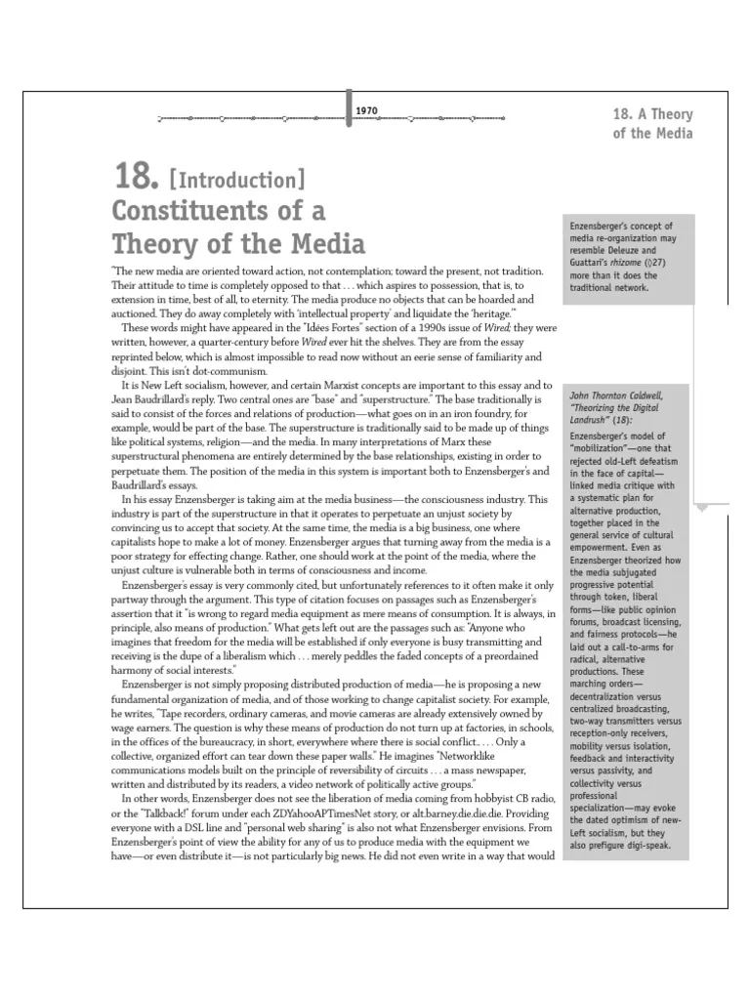 1970
18. A Theory
of the Media
18. [Introduction]
Constituents of a
Theory of the Media
"The new media are oriented toward action, not contemplation; toward the present, not tradition.
Their attitude to time is completely opposed to that . . . which aspires to possession, that is, to
extension in time, best of all, to eternity. The media produce no objects that can be hoarded and
auctioned. They do away completely with 'intellectual property' and liquidate the 'heritage.'"
These words might have appeared in the "Idées Fortes" section of a 1990s issue of Wired; they were
written, however, a quarter-century before Wired ever hit the shelves. They are from the essay
reprinted below, which is almost impossible to read now without an eerie sense of familiarity and
disjoint. This isn't dot-communism.
It is New Left socialism, however, and certain Marxist concepts are important to this essay and to
Jean Baudrillard's reply. Two central ones are "base" and "superstructure." The base traditionally is
said to consist of the forces and relations of production—what goes on in an iron foundry, for
example, would be part of the base. The superstructure is traditionally said to be made up of things
like political systems, religion—and the media. In many interpretations of Marx these
superstructural phenomena are entirely determined by the base relationships, existing in order to
perpetuate them. The position of the media in this system is important both to Enzensberger's and
Baudrillard's essays.
In his essay Enzensberger is taking aim at the media business—the consciousness industry. This
industry is part of the superstructure in that it operates to perpetuate an unjust society by
convincing us to accept that society. At the same time, the media is a big business, one where
capitalists hope to make a lot of money. Enzensberger argues that turning away from the media is a
poor strategy for effecting change. Rather, one should work at the point of the media, where the
unjust culture is vulnerable both in terms of consciousness and income.
Enzensberger's essay is very commonly cited, but unfortunately references to it often make it only
partway through the argument. This type of citation focuses on passages such as Enzensberger's
assertion that it "is wrong to regard media equipment as mere means of consumption. It is always, in
principle, also means of production." What gets left out are the passages such as: "Anyone who
imagines that freedom for the media will be established if only everyone is busy transmitting and
receiving is the dupe of a liberalism which . . . merely peddles the faded concepts of a preordained
harmony of social interests."
Enzensberger is not simply proposing distributed production of media—he is proposing a new
fundamental organization of media, and of those working to change capitalist society. For example,
he writes, "Tape recorders, ordinary cameras, and movie cameras are already extensively owned by
wage earners. The question is why these means of production do not turn up at factories, in schools,
in the offices of the bureaucracy, in short, everywhere where there is social conflict. . . . Only a
collective, organized effort can tear down these paper walls." He imagines "Networklike
communications models built on the principle of reversibility of circuits . . . a mass newspaper,
written and distributed by its readers, a video network of politically active groups."
In other words, Enzensberger does not see the liberation of media coming from hobbyist CB radio,
or the "Talkback!" forum under each ZDYahooAPTimesNet story, or alt.barney.die.die.die. Providing
everyone with a DSL line and "personal web sharing" is also not what Enzensberger envisions. From
Enzensberger's point of view the ability for any of us to produce media with the equipment we
have—or even distribute it—is not particularly big news. He did not even write in a way that would
Enzensberger's concept of
media re-organization may
resemble Deleuze and
Guattari's rhizome (◊27)
more than it does the
traditional network.
John Thornton Caldwell,
"Theorizing the Digital
Landrush" (18):
Enzensberger's model of
"mobilization"—one that
rejected old-Left defeatism
in the face of capital—
linked media critique with
a systematic plan for
alternative production,
together placed in the
general service of cultural
empowerment. Even as
Enzensberger theorized how
the media subjugated
progressive potential
through token, liberal
forms—like public opinion
forums, broadcast licensing,
and fairness protocols—he
laid out a call-to-arms for
radical, alternative
productions. These
marching orders—
decentralization versus
centralized broadcasting,
two-way transmitters versus
reception-only receivers,
mobility versus isolation,
feedback and interactivity
versus passivity, and
collectivity versus
professional
specialization—may evoke
the dated optimism of new-
Left socialism, but they
also prefigure digi-speak.